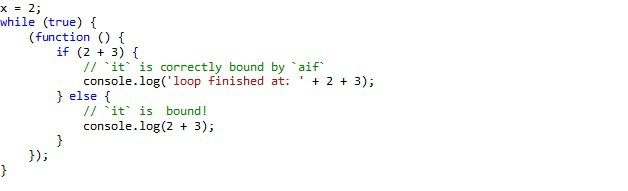 x = 2;
while (true) {
    (function () {
        if (2 + 3) {
            // `it` is correctly bound by `aif`
            console.log('loop finished at: ' + 2 + 3);
        } else {
            // `it` is  bound!
            console.log(2 + 3);
        }
    });
}